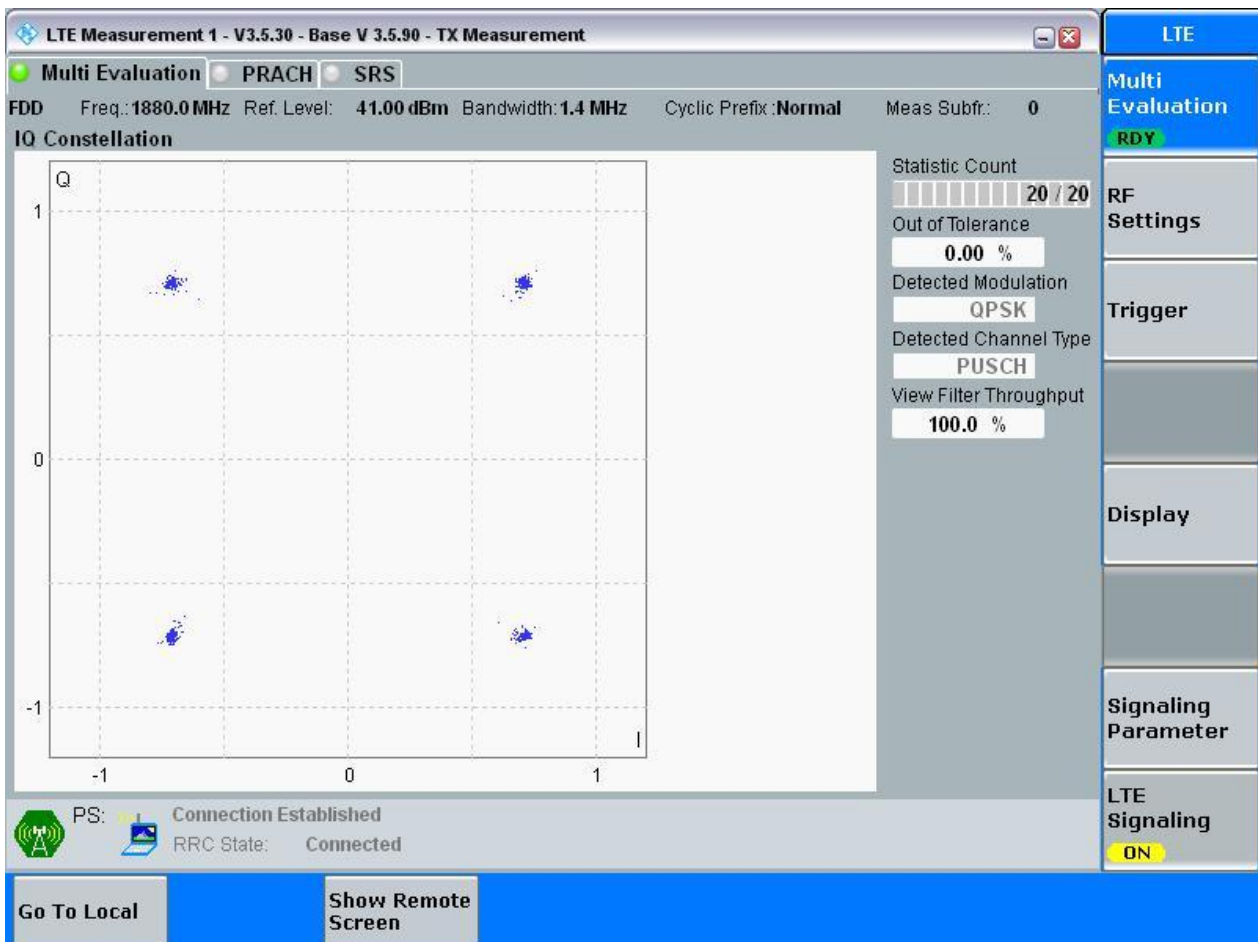 LTE Measurement 1 - V3.5.30 - Base V 3.5.90 - TX Measurement
Multi Evaluation PRACH SRS
FDD Freq.: 1880.0 MHz Ref. Level: 41.00 dBm Bandwidth: 1.4 MHz Cyclic Prefix : Normal Meas Subfr.: 0
IQ Constellation
Q
1
0
-1
I
-1 0 1
Statistic Count
20 / 20
Out of Tolerance
0.00 %
Detected Modulation
QPSK
Detected Channel Type
PUSCH
View Filter Throughput
100.0 %
PS: Connection Established
RRC State: Connected
LTE
Multi
Evaluation
RDY
RF
Settings
Trigger
Display
Signaling
Parameter
LTE
Signaling
ON
Go To Local
Show Remote
Screen